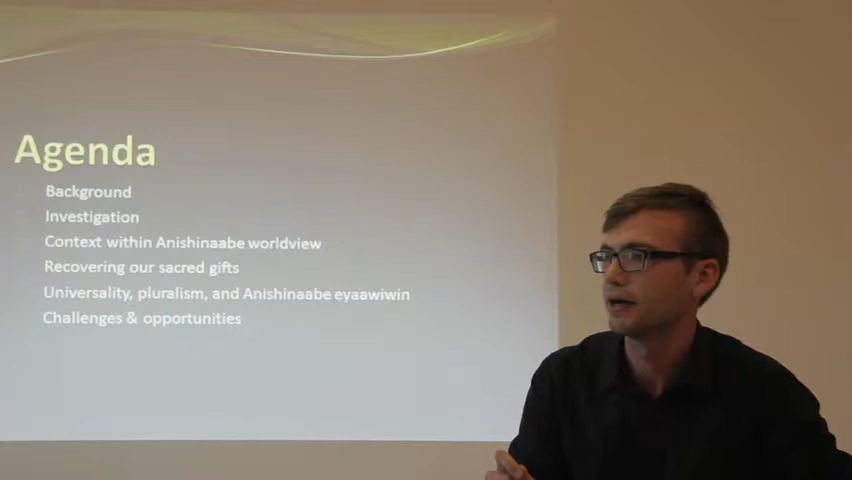 Agenda
Background
Investigation
Context within Anishinaabe worldview
Recovering our sacred gifts
Universality, pluralism, and Anishinaabe eyaawiwin
Challenges & opportunities